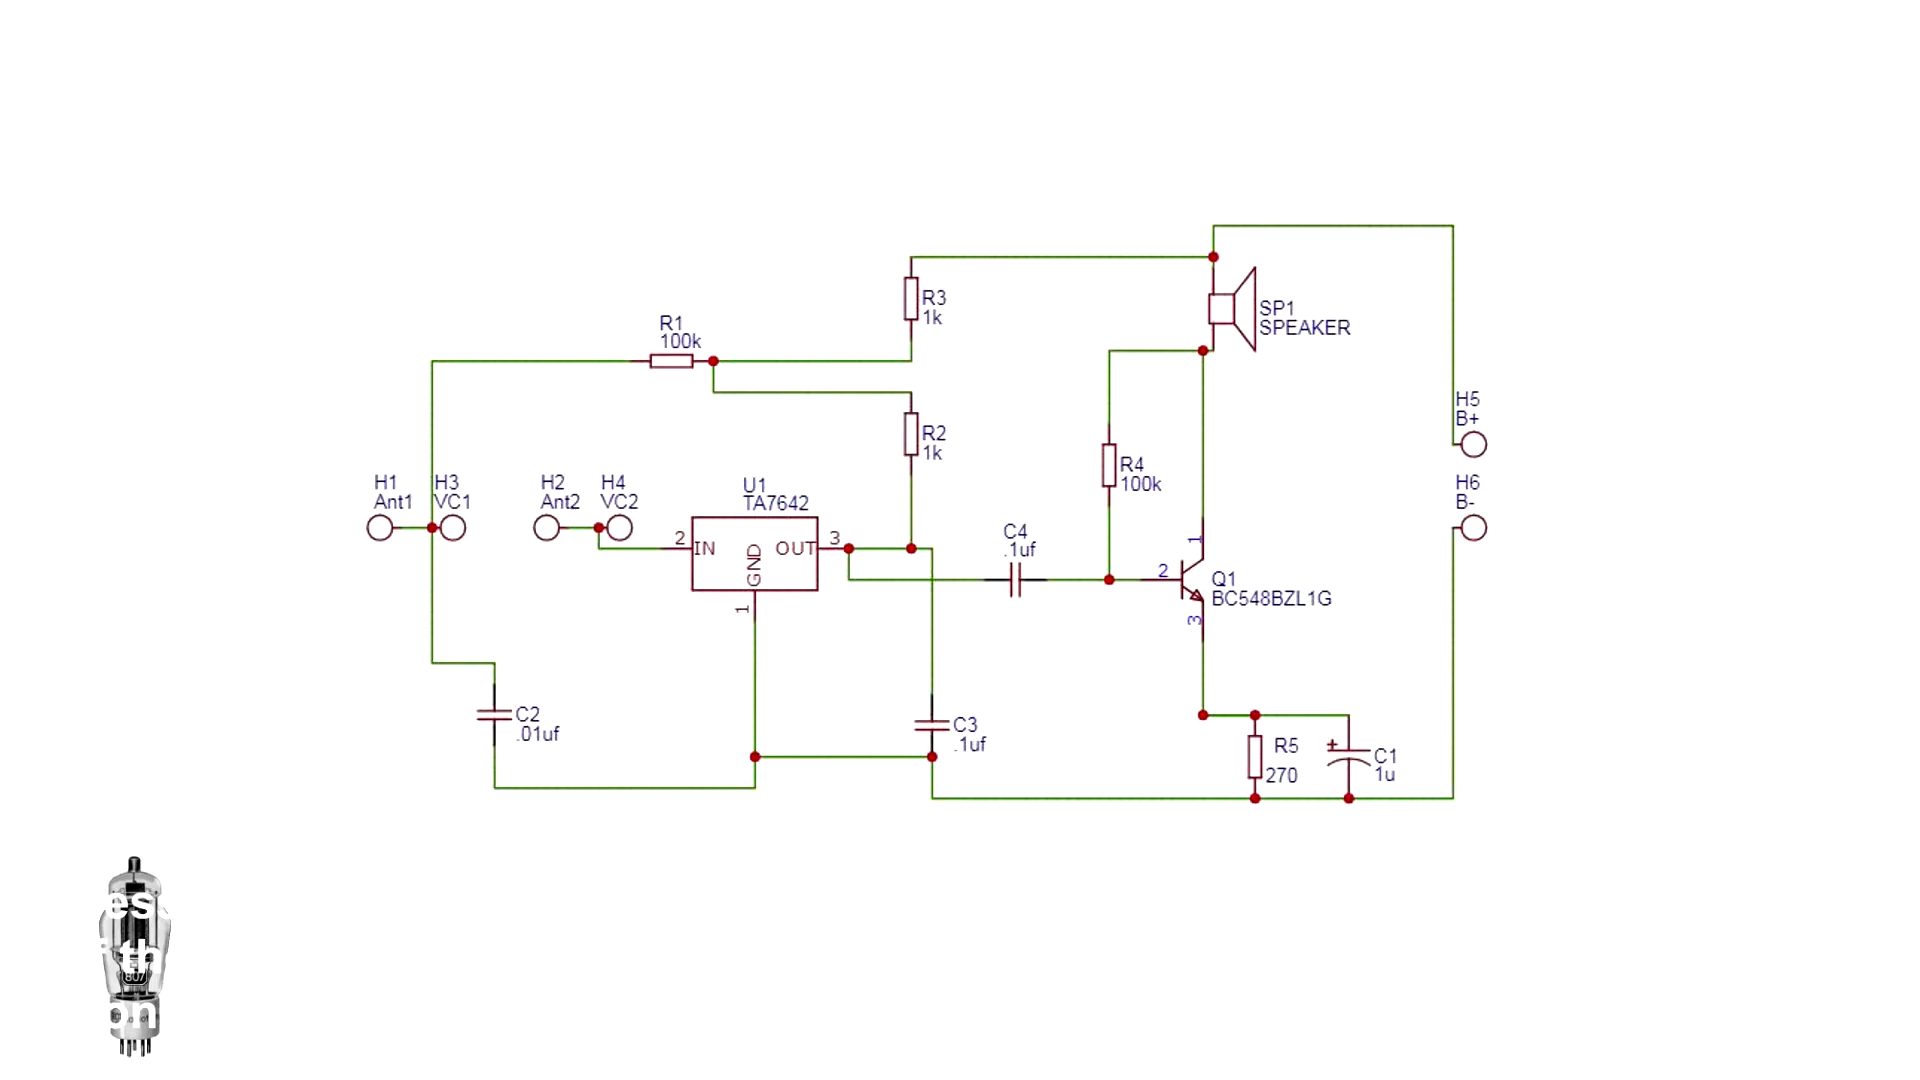 R3
1k
SP1
SPEAKER
R1
100k
H5
B+
R2
1k
R4
100k
H1
Ant1
H3
VC1
H2
Ant2
H4
VC2
U1
TA7642
H6
B-
2
IN
GND
OUT
3
1
C4
.1uf
1
2
3
Q1
BC548BZL1G
C2
.01uf
C3
.1uf
R5
270
+
C1
1u
807